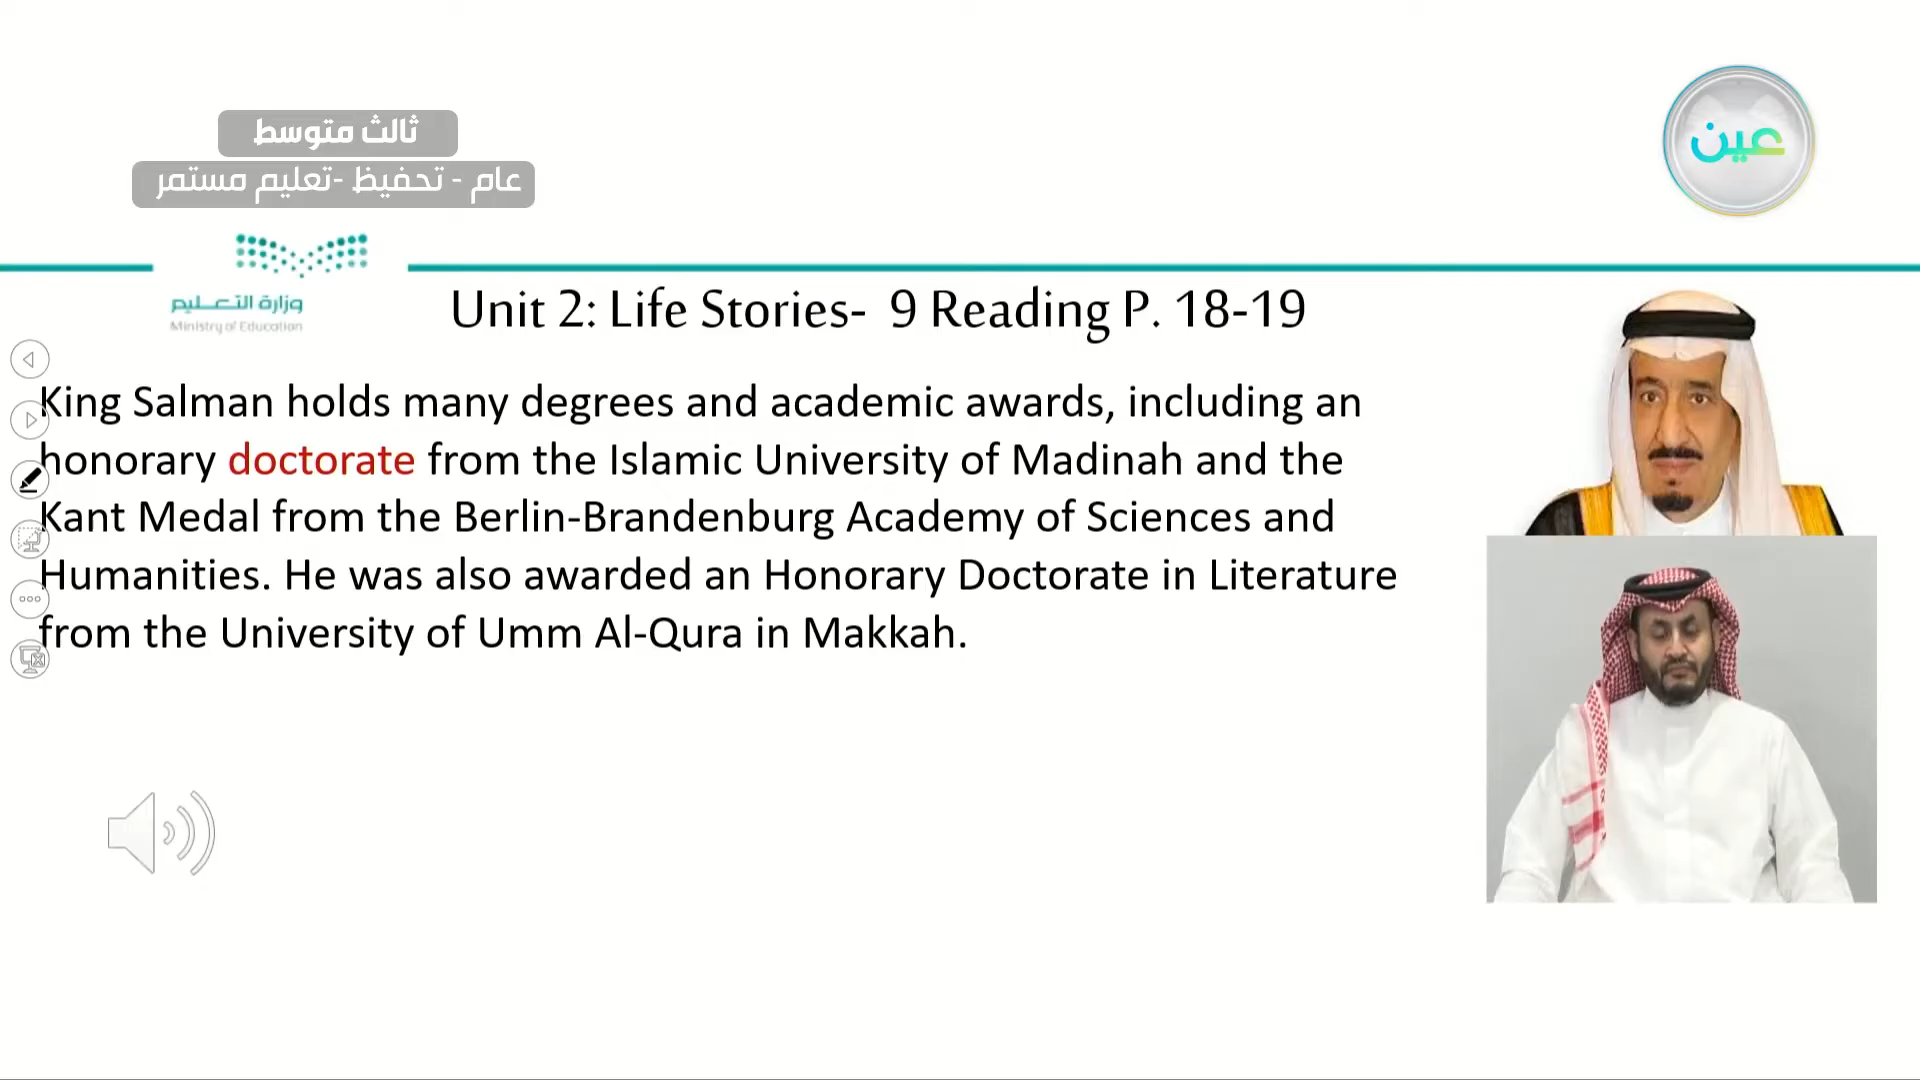 ثالث متوسط
عام - تحفيظ -تعليم مستمر
عين
وزارة التعليم
Ministry of Education
Unit 2: Life Stories-  9 Reading P. 18-19
King Salman holds many degrees and academic awards, including an
honorary doctorate from the Islamic University of Madinah and the
Kant Medal from the Berlin-Brandenburg Academy of Sciences and
Humanities. He was also awarded an Honorary Doctorate in Literature
from the University of Umm Al-Qura in Makkah.